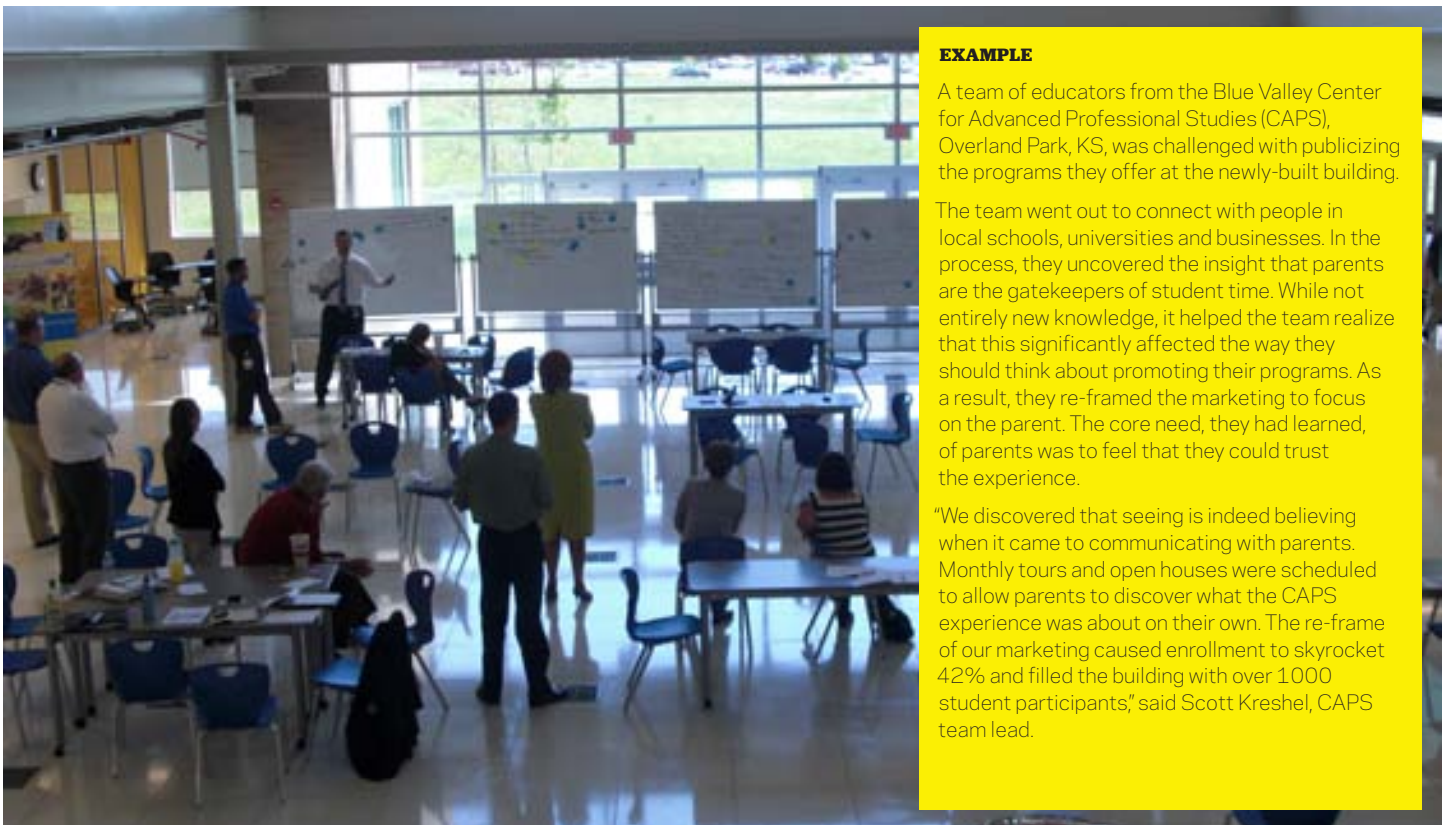 EXAMPLE
A team of educators from the Blue Valley Center
for Advanced Professional Studies (CAPS),
Overland Park, KS, was challenged with publicizing
the programs they offer at the newly-built building.
The team went out to connect with people in
local schools, universities and businesses. In the
process, they uncovered the insight that parents
are the gatekeepers of student time. While not
entirely new knowledge, it helped the team realize
that this significantly affected the way they
should think about promoting their programs. As
a result, they re-framed the marketing to focus
on the parent. The core need, they had learned,
of parents was to feel that they could trust
the experience.
“We discovered that seeing is indeed believing
when it came to communicating with parents.
Monthly tours and open houses were scheduled
to allow parents to discover what the CAPS
experience was about on their own. The re-frame
of our marketing caused enrollment to skyrocket
42% and filled the building with over 1000
student participants,” said Scott Kreshel, CAPS
team lead.